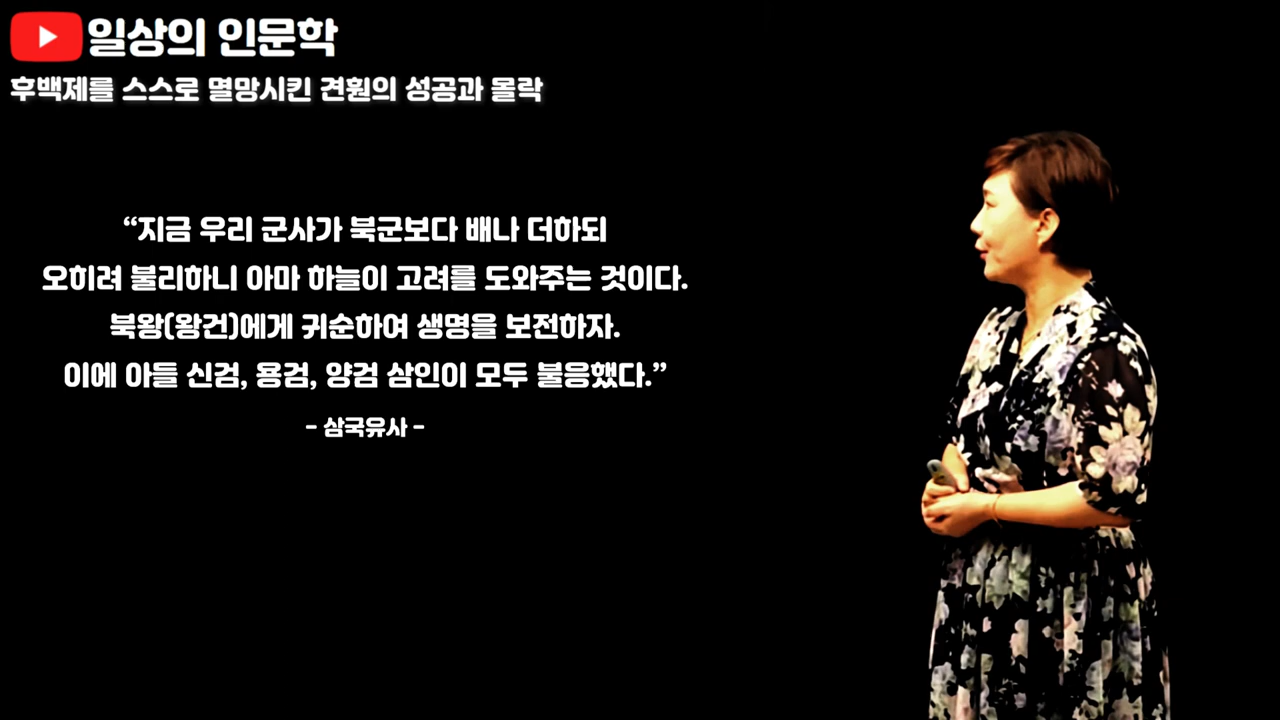 일상의 인문학
후백제를 스스로 멸망시킨 견훤의 성공과 몰락
“지금 우리 군사가 북군보다 배나 더하되
오히려 불리하니 아마 하늘이 고려를 도와주는 것이다.
북왕(왕건)에게 귀순하여 생명을 보전하자.
이에 아들 신검, 용검, 양검 삼인이 모두 불응했다.”
- 삼국유사 -